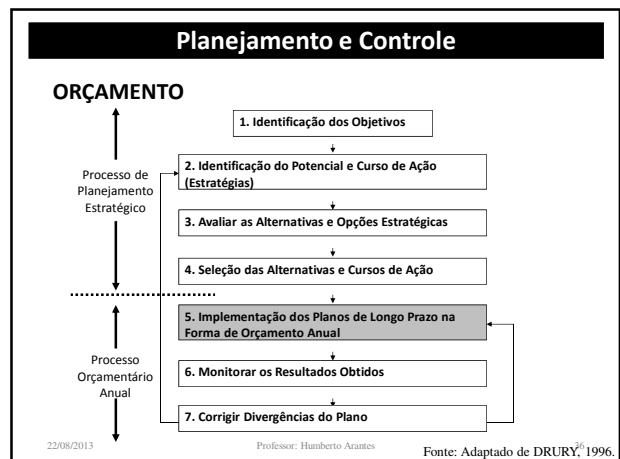 Planejamento e Controle
ORÇAMENTO
1. Identificação dos Objetivos
2. Identificação do Potencial e Curso de Ação
(Estratégias)
Processo de
Planejamento
Estratégico
3. Avaliar as Alternativas e Opções Estratégicas
4. Seleção das Alternativas e Cursos de Ação
5. Implementação dos Planos de Longo Prazo na
Forma de Orçamento Anual
Processo
Orçamentário
Anual
6. Monitorar os Resultados Obtidos
7. Corrigir Divergências do Plano
22/08/2013
Professor: Humberto Arantes
36
Fonte: Adaptado de DRURY, 1996.